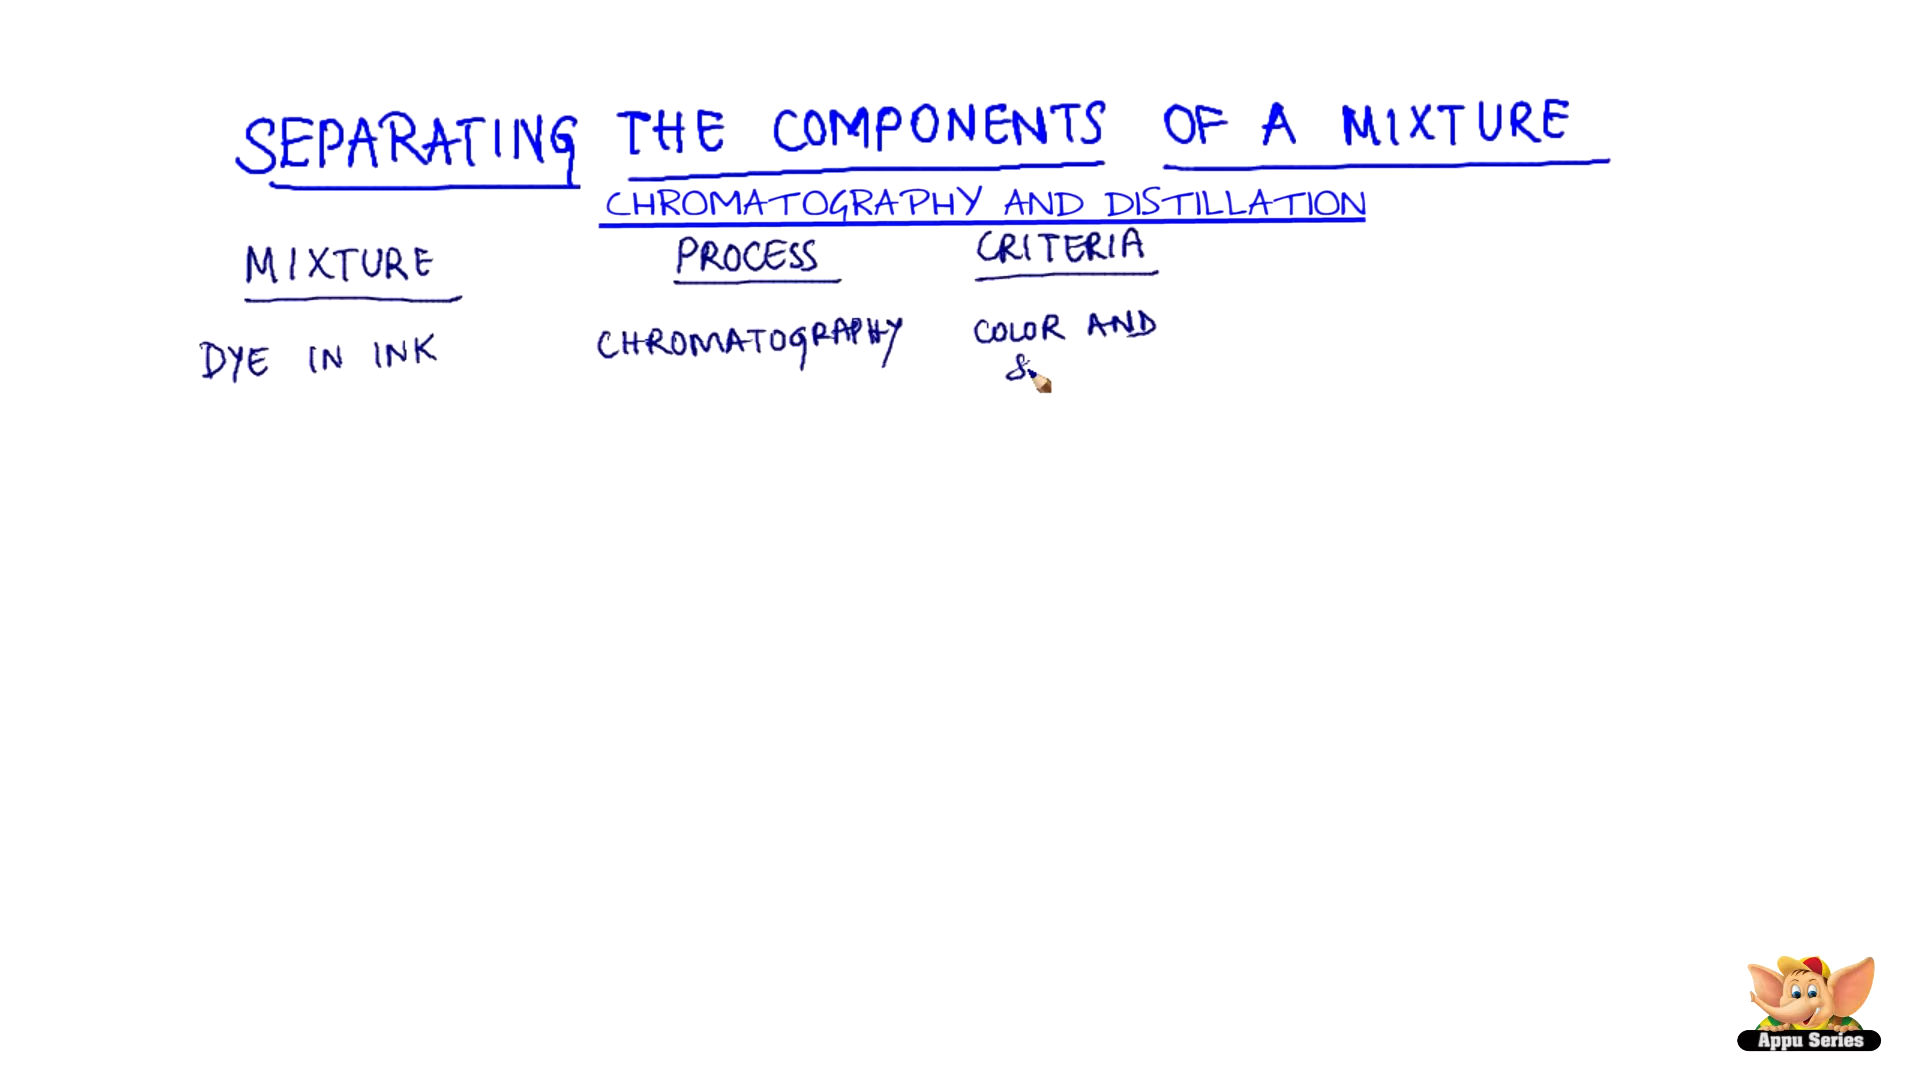 SEPARATING THE COMPONENTS OF A MIXTURE
CHROMATOGRAPHY AND DISTILLATION
MIXTURE PROCESS CRITERIA
DYE IN INK CHROMATOGRAPHY COLOR AND
Appu Series